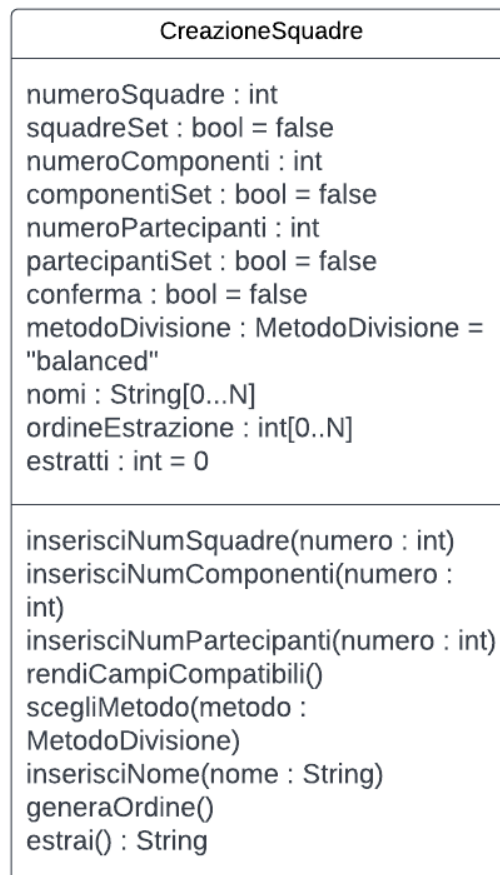 CreazioneSquadre
numeroSquadre : int
squadreSet : bool = false
numeroComponenti : int
componentiSet : bool = false
numeroPartecipanti : int
partecipantiSet : bool = false
conferma : bool = false
metodoDivisione : MetodoDivisione =
"balanced"
nomi : String[0...N]
ordineEstrazione : int[0..N]
estratti : int = 0
inserisciNumSquadre(numero : int)
inserisciNumComponenti(numero :
int)
inserisciNumPartecipanti(numero : int)
rendiCampiCompatibili()
scegliMetodo(metodo :
MetodoDivisione)
inserisciNome(nome : String)
generaOrdine()
estrai() : String